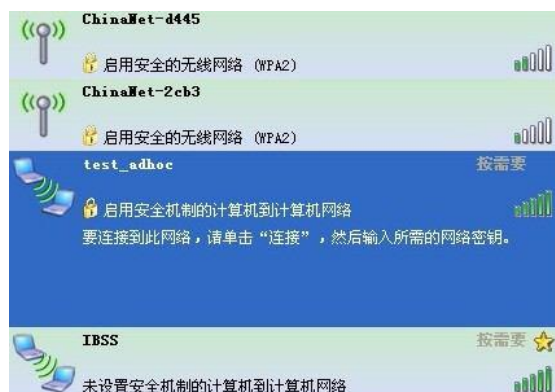 ChinaNet-d445
启用安全的无线网络 (WPA2)
ChinaNet-2cb3
启用安全的无线网络 (WPA2)
test_adhoc 按需要
启用安全机制的计算机到计算机网络
要连接到此网络，请单击“连接”，然后输入所需的网络密钥。
IBSS 按需要
未设置安全机制的计算机到计算机网络